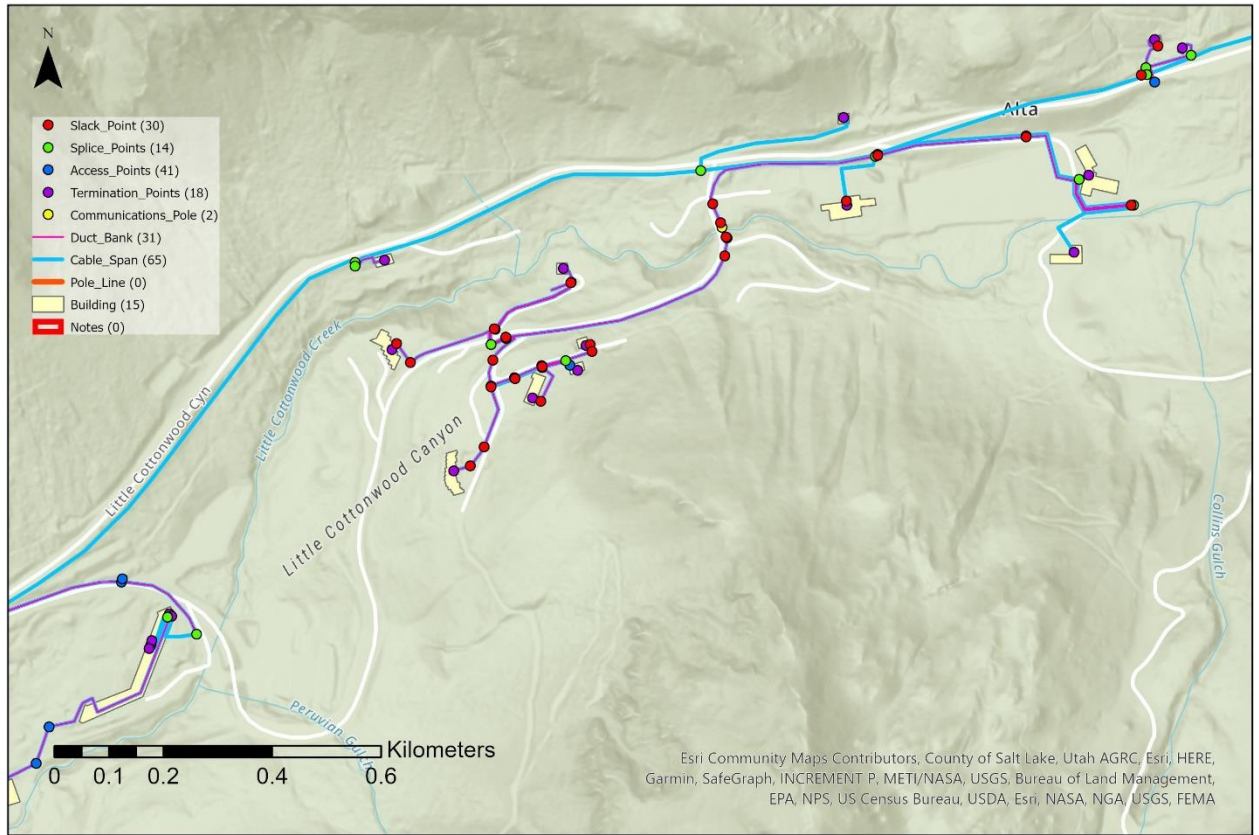 N
Slack_Point (30)
Splice_Points (14)
Access_Points (41)
Termination_Points (18)
Communications_Pole (2)
Duct_Bank (31)
Cable_Span (65)
Pole_Line (0)
Building (15)
Notes (0)
Alta
Little Cottonwood Creek
Little Cottonwood Cyn
Little Cottonwood Canyon
Collins Gulch
Peruvian Gulch
Kilometers
0 0.1 0.2 0.4 0.6
Esri Community Maps Contributors, County of Salt Lake, Utah AGRC, Esri, HERE,
Garmin, SafeGraph, INCREMENT P, METI/NASA, USGS, Bureau of Land Management,
EPA, NPS, US Census Bureau, USDA, Esri, NASA, NGA, USGS, FEMA